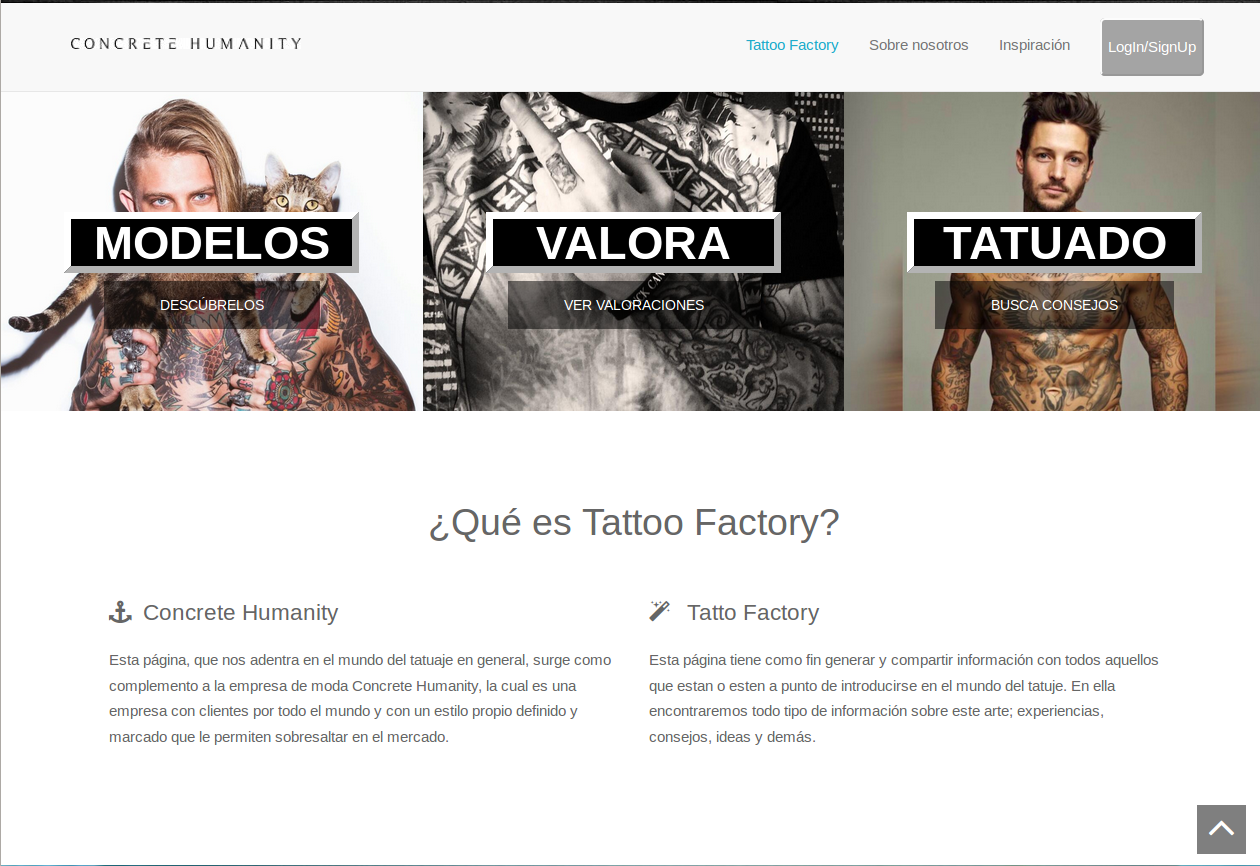 CONCRETE HUMANITY
Tattoo Factory
Sobre nosotros
Inspiración
LogIn/SignUp
MODELOS
VALORA
TATUADO
DESCÚBRELOS
VER VALORACIONES
BUSCA CONSEJOS
¿Qué es Tattoo Factory?
Concrete Humanity
Esta página, que nos adentra en el mundo del tatuaje en general, surge como
complemento a la empresa de moda Concrete Humanity, la cual es una
empresa con clientes por todo el mundo y con un estilo propio definido y
marcado que le permiten sobresaltar en el mercado.
Tatto Factory
Esta página tiene como fin generar y compartir información con todos aquellos
que estan o esten a punto de introducirse en el mundo del tatuje. En ella
encontraremos todo tipo de información sobre este arte; experiencias,
consejos, ideas y demás.